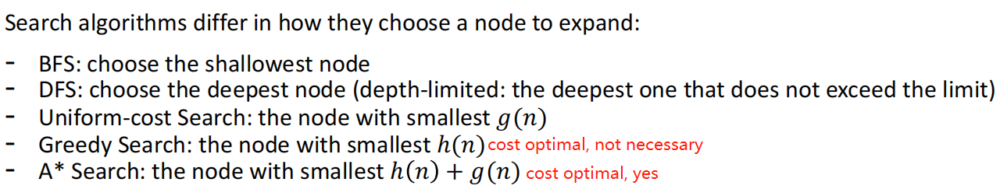 Search algorithms differ in how they choose a node to expand:
- BFS: choose the shallowest node
- DFS: choose the deepest node (depth-limited: the deepest one that does not exceed the limit)
- Uniform-cost Search: the node with smallest g(n)
- Greedy Search: the node with smallest h(n) cost optimal, not necessary
- A* Search: the node with smallest h(n) + g(n) cost optimal, yes